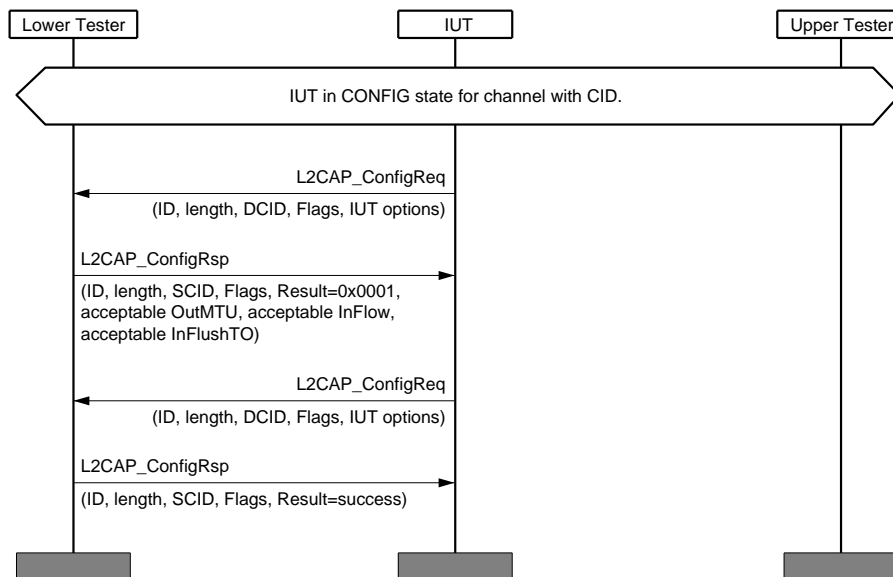 Lower Tester
IUT
Upper Tester
IUT in CONFIG state for channel with CID.
L2CAP_ConfigReq
(ID, length, DCID, Flags, IUT options)
L2CAP_ConfigRsp
(ID, length, SCID, Flags, Result=0x0001,
acceptable OutMTU, acceptable InFlow,
acceptable InFlushTO)
L2CAP_ConfigReq
(ID, length, DCID, Flags, IUT options)
L2CAP_ConfigRsp
(ID, length, SCID, Flags, Result=success)